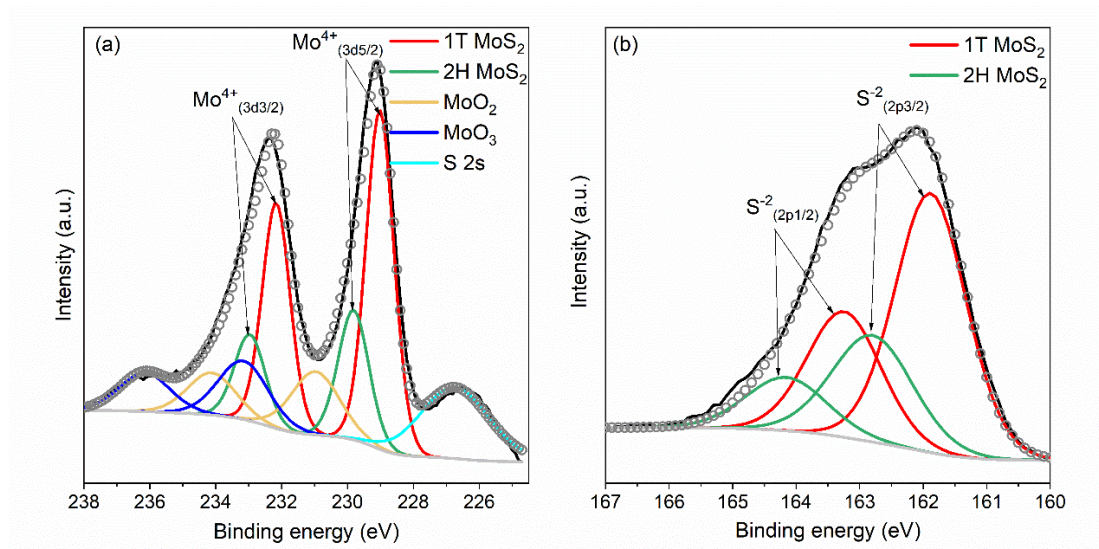 (a)
Mo⁴⁺(3d5/2)
1T MoS₂
2H MoS₂
MoO₂
MoO₃
S 2s
Mo⁴⁺(3d3/2)
Intensity (a.u.)
238 236 234 232 230 228 226
Binding energy (eV)
(b)
1T MoS₂
2H MoS₂
S⁻²(2p3/2)
S⁻²(2p1/2)
Intensity (a.u.)
167 166 165 164 163 162 161 160
Binding energy (eV)